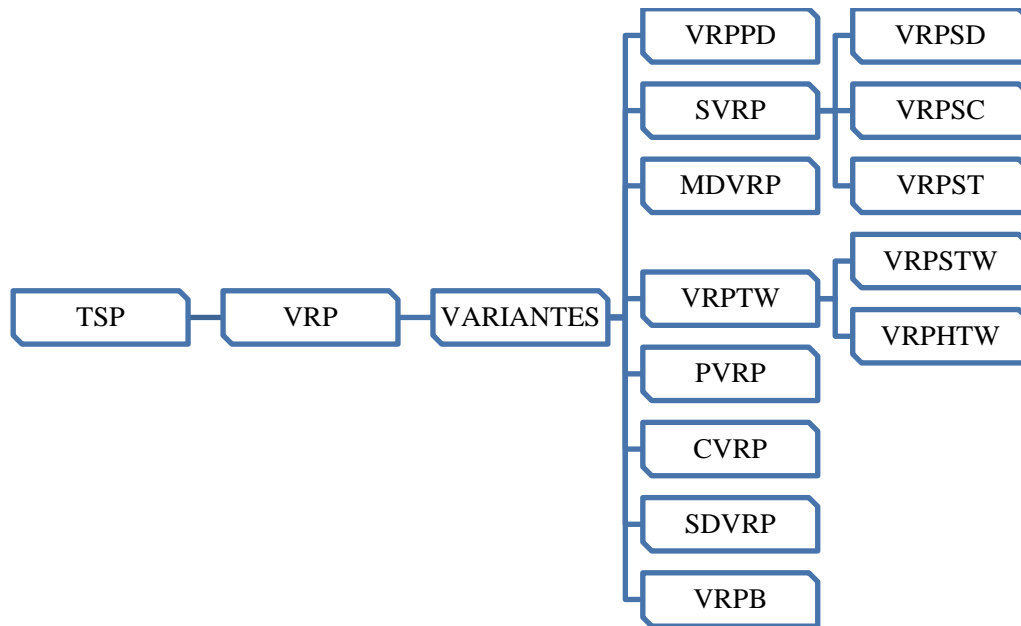 TSP
VRP
VARIANTES
VRPPD
SVRP
VRPSD
VRPSC
VRPST
MDVRP
VRPTW
VRPSTW
VRPHTW
PVRP
CVRP
SDVRP
VRPB